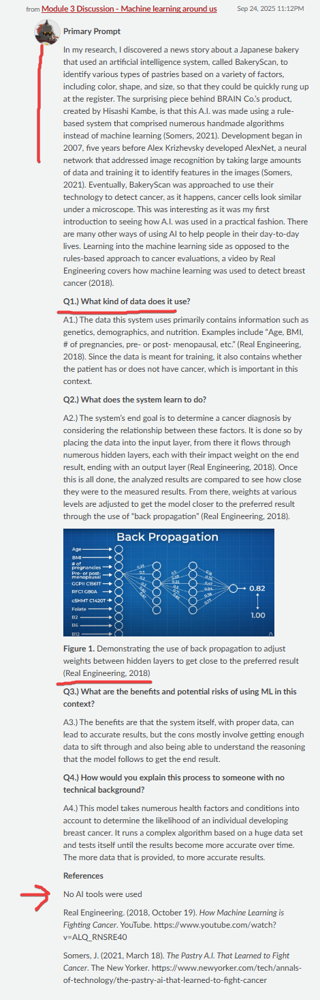 from Module 3 Discussion - Machine learning around us Sep 24, 2025 11:12PM
Primary Prompt
In my research, I discovered a news story about a Japanese bakery
that used an artificial intelligence system, called BakeryScan, to
identify various types of pastries based on a variety of factors,
including color, shape, and size, so that they could be quickly rung up
at the register. The surprising piece behind BRAIN Co.'s product,
created by Hisashi Kambe, is that this A.I. was made using a rule-
based system that comprised numerous handmade algorithms
instead of machine learning (Somers, 2021). Development began in
2007, five years before Alex Krizhevsky developed AlexNet, a neural
network that addressed image recognition by taking large amounts
of data and training it to identify features in the images (Somers,
2021). Eventually, BakeryScan was approached to use their
technology to detect cancer, as it happens, cancer cells look similar
under a microscope. This was interesting as it was my first
introduction to seeing how A.I. was used in a practical fashion. There
are many other ways of using AI to help people in their day-to-day
lives. Learning into the machine learning side as opposed to the
rules-based approach to cancer evaluations, a video by Real
Engineering covers how machine learning was used to detect breast
cancer (2018).
Q1.) What kind of data does it use?
A1.) The data this system uses primarily contains information such as
genetics, demographics, and nutrition. Examples include “Age, BMI,
# of pregnancies, pre- or post- menopausal, etc.” (Real Engineering,
2018). Since the data is meant for training, it also contains whether
the patient has or does not have cancer, which is important in this
context.
Q2.) What does the system learn to do?
A2.) The system's end goal is to determine a cancer diagnosis by
considering the relationship between these factors. It is done so by
placing the data into the input layer, from there it flows through
numerous hidden layers, each with their impact weight on the end
result, ending with an output layer (Real Engineering, 2018). Once
this is all done, the analyzed results are compared to see how close
they were to the measured results. From there, weights at various
levels are adjusted to get the model closer to the preferred result
through the use of “back propagation” (Real Engineering, 2018).
Back Propagation
Age
BMI
# of
pregnancies
Pre- or post-
menopausal
GCPII C1561T
RFC1 G80A
cSHMT C1420T
Folate
B2
B6
B12
0.82
1.00
Figure 1. Demonstrating the use of back propagation to adjust
weights between hidden layers to get close to the preferred result
(Real Engineering, 2018)
Q3.) What are the benefits and potential risks of using ML in this
context?
A3.) The benefits are that the system itself, with proper data, can
lead to accurate results, but the cons mostly involve getting enough
data to sift through and also being able to understand the reasoning
that the model follows to get the end result.
Q4.) How would you explain this process to someone with no
technical background?
A4.) This model takes numerous health factors and conditions into
account to determine the likelihood of an individual developing
breast cancer. It runs a complex algorithm based on a huge data set
and tests itself until the results become more accurate over time.
The more data that is provided, to more accurate results.
References
No AI tools were used
Real Engineering. (2018, October 19). How Machine Learning is
Fighting Cancer. YouTube. https://www.youtube.com/watch?
v=ALQ_RNSRE40
Somers, J. (2021, March 18). The Pastry A.I. That Learned to Fight
Cancer. The New Yorker. https://www.newyorker.com/tech/annals-
of-technology/the-pastry-ai-that-learned-to-fight-cancer